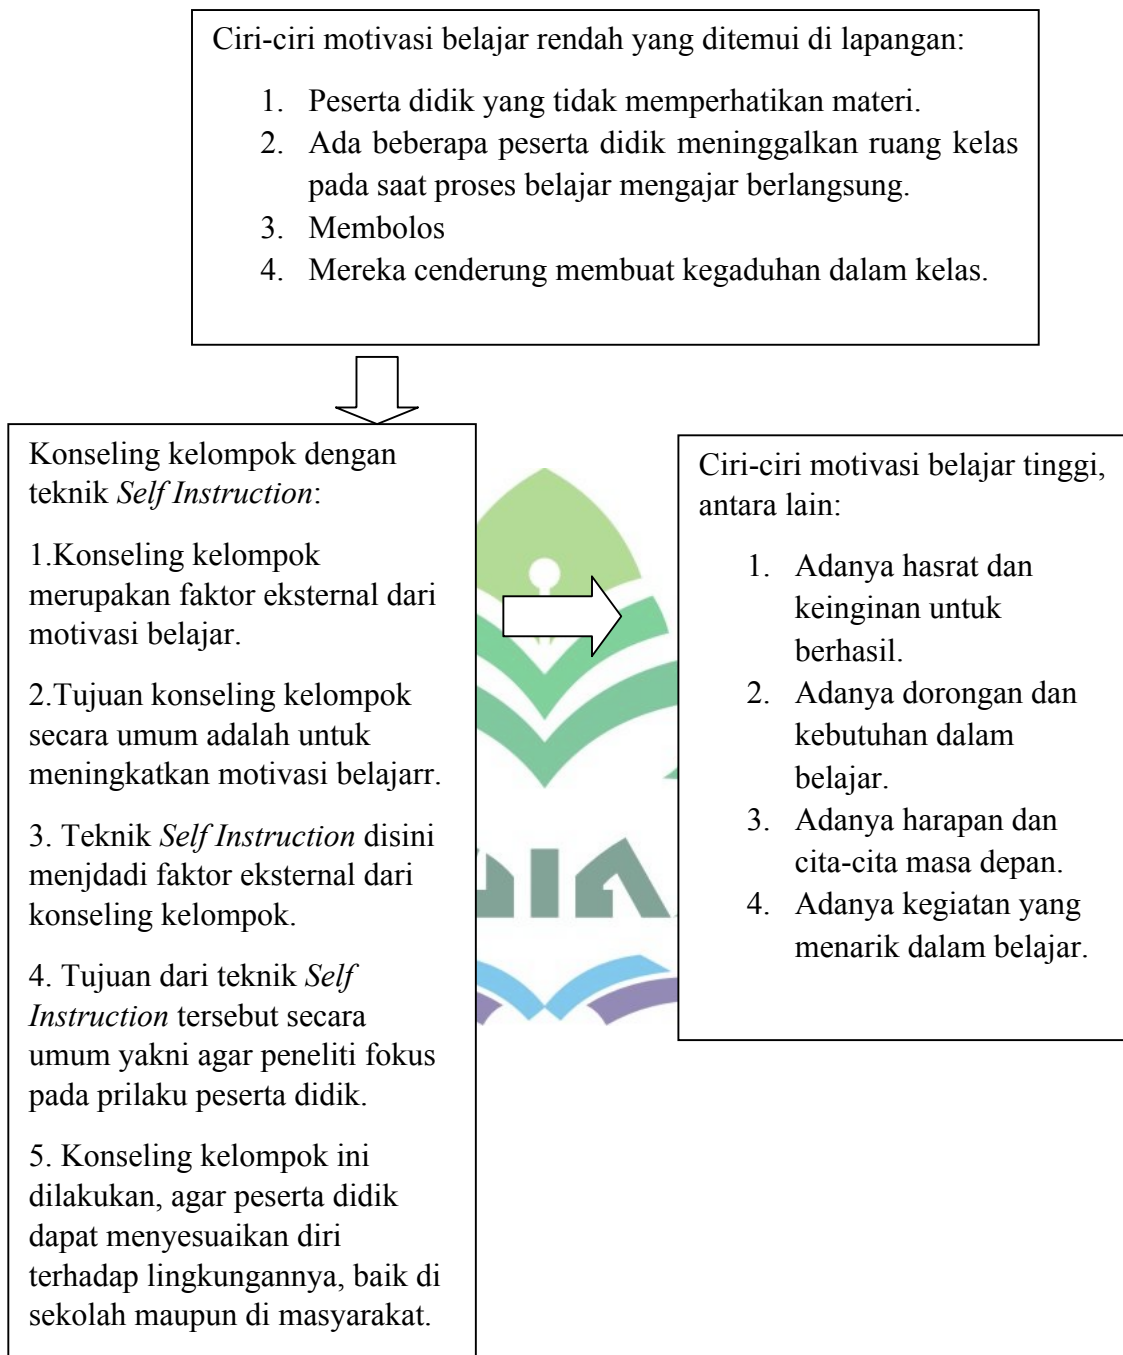 Ciri-ciri motivasi belajar rendah yang ditemui di lapangan:
1. Peserta didik yang tidak memperhatikan materi.
2. Ada beberapa peserta didik meninggalkan ruang kelas
pada saat proses belajar mengajar berlangsung.
3. Membolos
4. Mereka cenderung membuat kegaduhan dalam kelas.
Konseling kelompok dengan
teknik Self Instruction:
1.Konseling kelompok
merupakan faktor eksternal dari
motivasi belajar.
2.Tujuan konseling kelompok
secara umum adalah untuk
meningkatkan motivasi belajarr.
3. Teknik Self Instruction disini
menjdadi faktor eksternal dari
konseling kelompok.
4. Tujuan dari teknik Self
Instruction tersebut secara
umum yakni agar peneliti fokus
pada prilaku peserta didik.
5. Konseling kelompok ini
dilakukan, agar peserta didik
dapat menyesuaikan diri
terhadap lingkungannya, baik di
sekolah maupun di masyarakat.
Ciri-ciri motivasi belajar tinggi,
antara lain:
1. Adanya hasrat dan
keinginan untuk
berhasil.
2. Adanya dorongan dan
kebutuhan dalam
belajar.
3. Adanya harapan dan
cita-cita masa depan.
4. Adanya kegiatan yang
menarik dalam belajar.